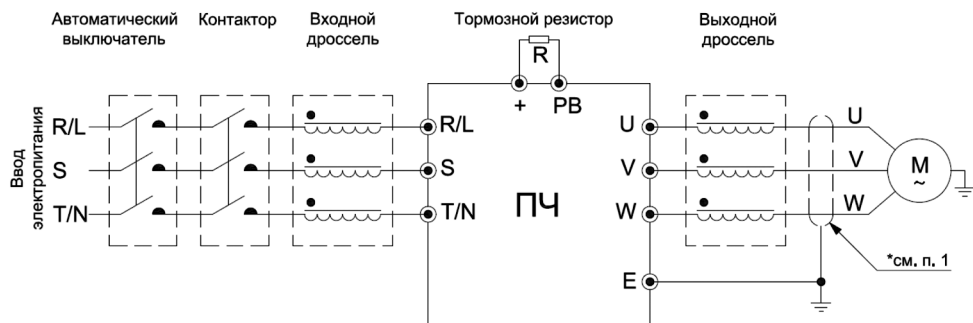 Автоматический
выключатель
Контактор
Входной
дроссель
Тормозной резистор
Выходной
дроссель
R
+
PB
Ввод
электропитания
R/L
S
T/N
R/L
S
T/N
ПЧ
U
V
W
E
U
V
W
M
~
*см. п. 1